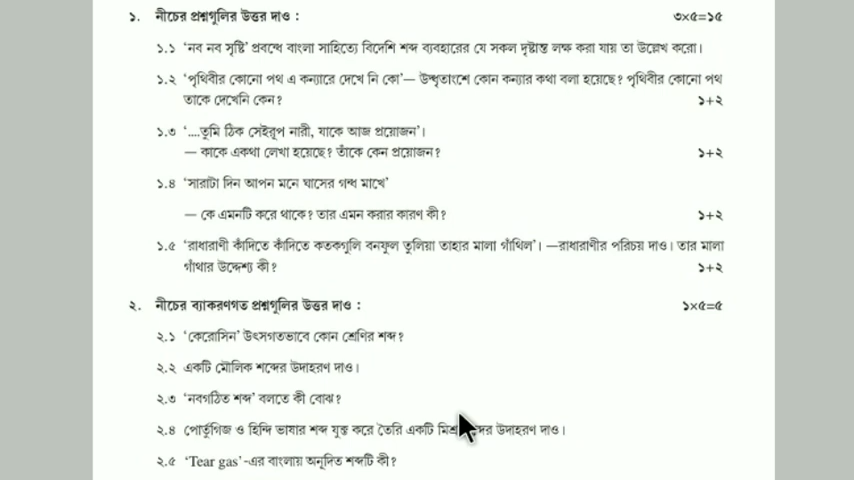 ১. নীচের প্রশ্নগুলির উত্তর দাও : ৩×৫=১৫
১.১ ‘নব নব সৃষ্টি’ প্রবন্ধে বাংলা সাহিত্যে বিদেশি শব্দ ব্যবহারের যে সকল দৃষ্টান্ত লক্ষ করা যায় তা উল্লেখ করো।
১.২ ‘পৃথিবীর কোনো পথ এ কন্যারে দেখে নি কো’— উদ্ধৃতাংশে কোন কন্যার কথা বলা হয়েছে? পৃথিবীর কোনো পথ
তাকে দেখেনি কেন? ১+২
১.৩ ‘....তুমি ঠিক সেইরূপ নারী, যাকে আজ প্রয়োজন’।
— কাকে একথা লেখা হয়েছে? তাঁকে কেন প্রয়োজন? ১+২
১.৪ ‘সারাটা দিন আপন মনে ঘাসের গন্ধ মাখে’
— কে এমনটি করে থাকে? তার এমন করার কারণ কী? ১+২
১.৫ ‘রাধারাণী কাঁদিতে কাঁদিতে কতকগুলি বনফুল তুলিয়া তাহার মালা গাঁথিল’। —রাধারাণীর পরিচয় দাও। তার মালা
গাঁথার উদ্দেশ্য কী? ১+২
২. নীচের ব্যাকরণগত প্রশ্নগুলির উত্তর দাও : ১×৫=৫
২.১ ‘কেরোসিন’ উৎসগতভাবে কোন শ্রেণির শব্দ?
২.২ একটি মৌলিক শব্দের উদাহরণ দাও।
২.৩ ‘নবগঠিত শব্দ’ বলতে কী বোঝ?
২.৪ পোর্তুগিজ ও হিন্দি ভাষার শব্দ যুক্ত করে তৈরি একটি উদাহরণ দাও।
২.৫ ‘Tear gas’-এর বাংলায় অনূদিত শব্দটি কী?